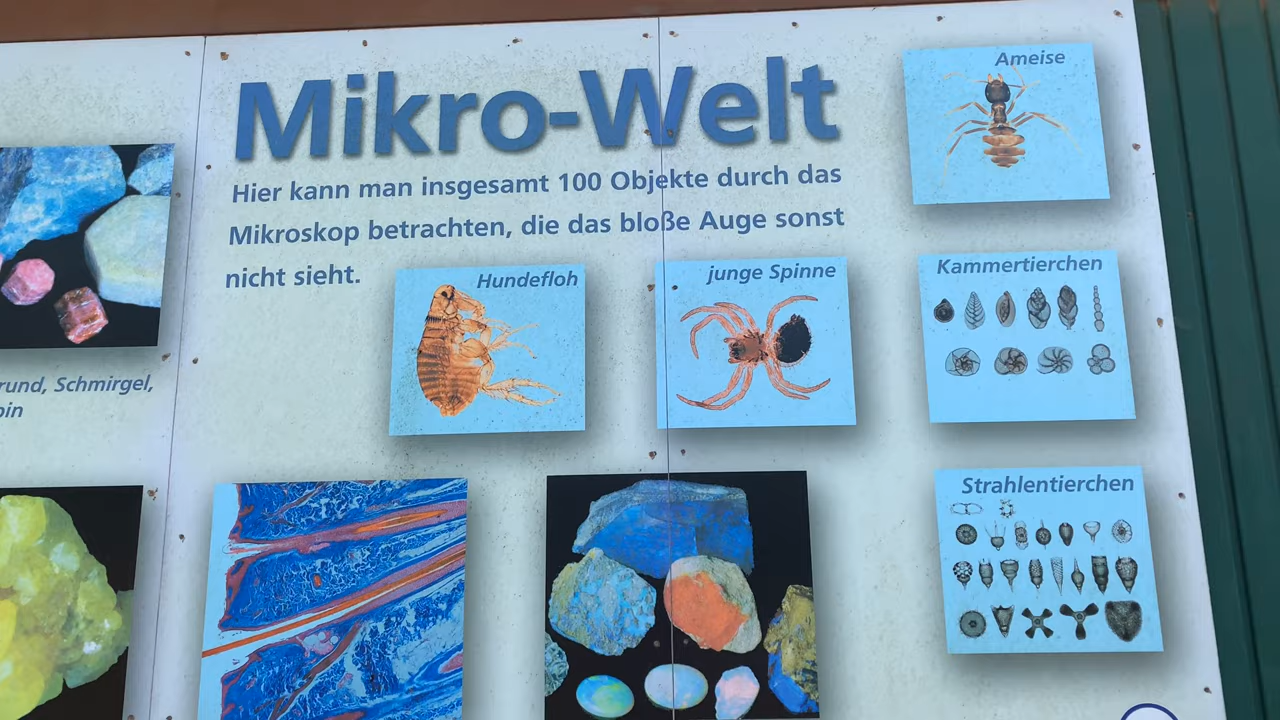 Mikro-Welt
Hier kann man insgesamt 100 Objekte durch das
Mikroskop betrachten, die das bloße Auge sonst
nicht sieht.
Ameise
Hundefloh
junge Spinne
Kammertierchen
Strahlentierchen
rund, Schmirgel,